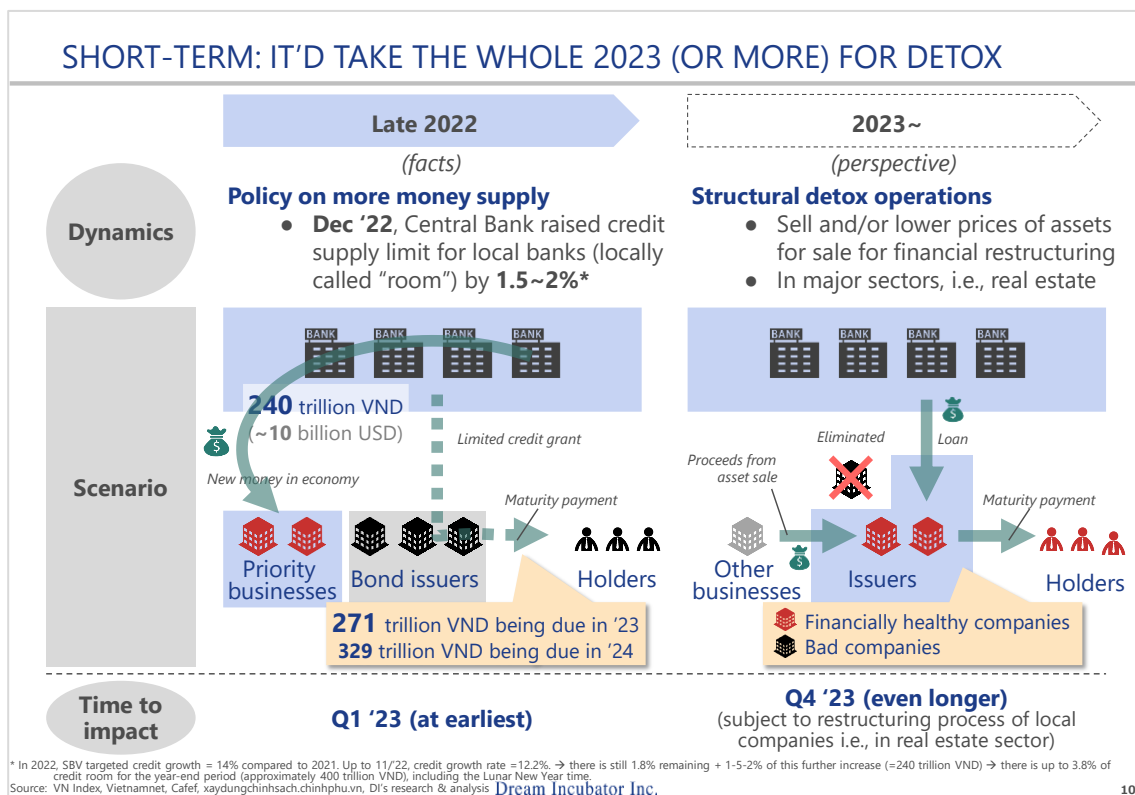 SHORT-TERM: IT’D TAKE THE WHOLE 2023 (OR MORE) FOR DETOX
Late 2022
2023~
(facts)
(perspective)
Dynamics
Policy on more money supply
● Dec ‘22, Central Bank raised credit
supply limit for local banks (locally
called “room”) by 1.5~2%*
Structural detox operations
● Sell and/or lower prices of assets
for sale for financial restructuring
● In major sectors, i.e., real estate
Scenario
BANK BANK BANK BANK
240 trillion VND
(~10 billion USD)
$
New money in economy
Limited credit grant
Maturity payment
Priority
businesses
Bond issuers
Holders
271 trillion VND being due in ‘23
329 trillion VND being due in ‘24
BANK BANK BANK BANK
$
Loan
Eliminated
Proceeds from
asset sale
Maturity payment
$
Other
businesses
Issuers
Holders
Financially healthy companies
Bad companies
Time to
impact
Q1 ‘23 (at earliest)
Q4 ‘23 (even longer)
(subject to restructuring process of local
companies i.e., in real estate sector)
* In 2022, SBV targeted credit growth = 14% compared to 2021. Up to 11/’22, credit growth rate =12.2%. → there is still 1.8% remaining + 1-5-2% of this further increase (=240 trillion VND) → there is up to 3.8% of
credit room for the year-end period (approximately 400 trillion VND), including the Lunar New Year time.
Source: VN Index, Vietnamnet, Cafef, xaydungchinhsach.chinhphu.vn, DI’s research & analysis
Dream Incubator Inc.
10